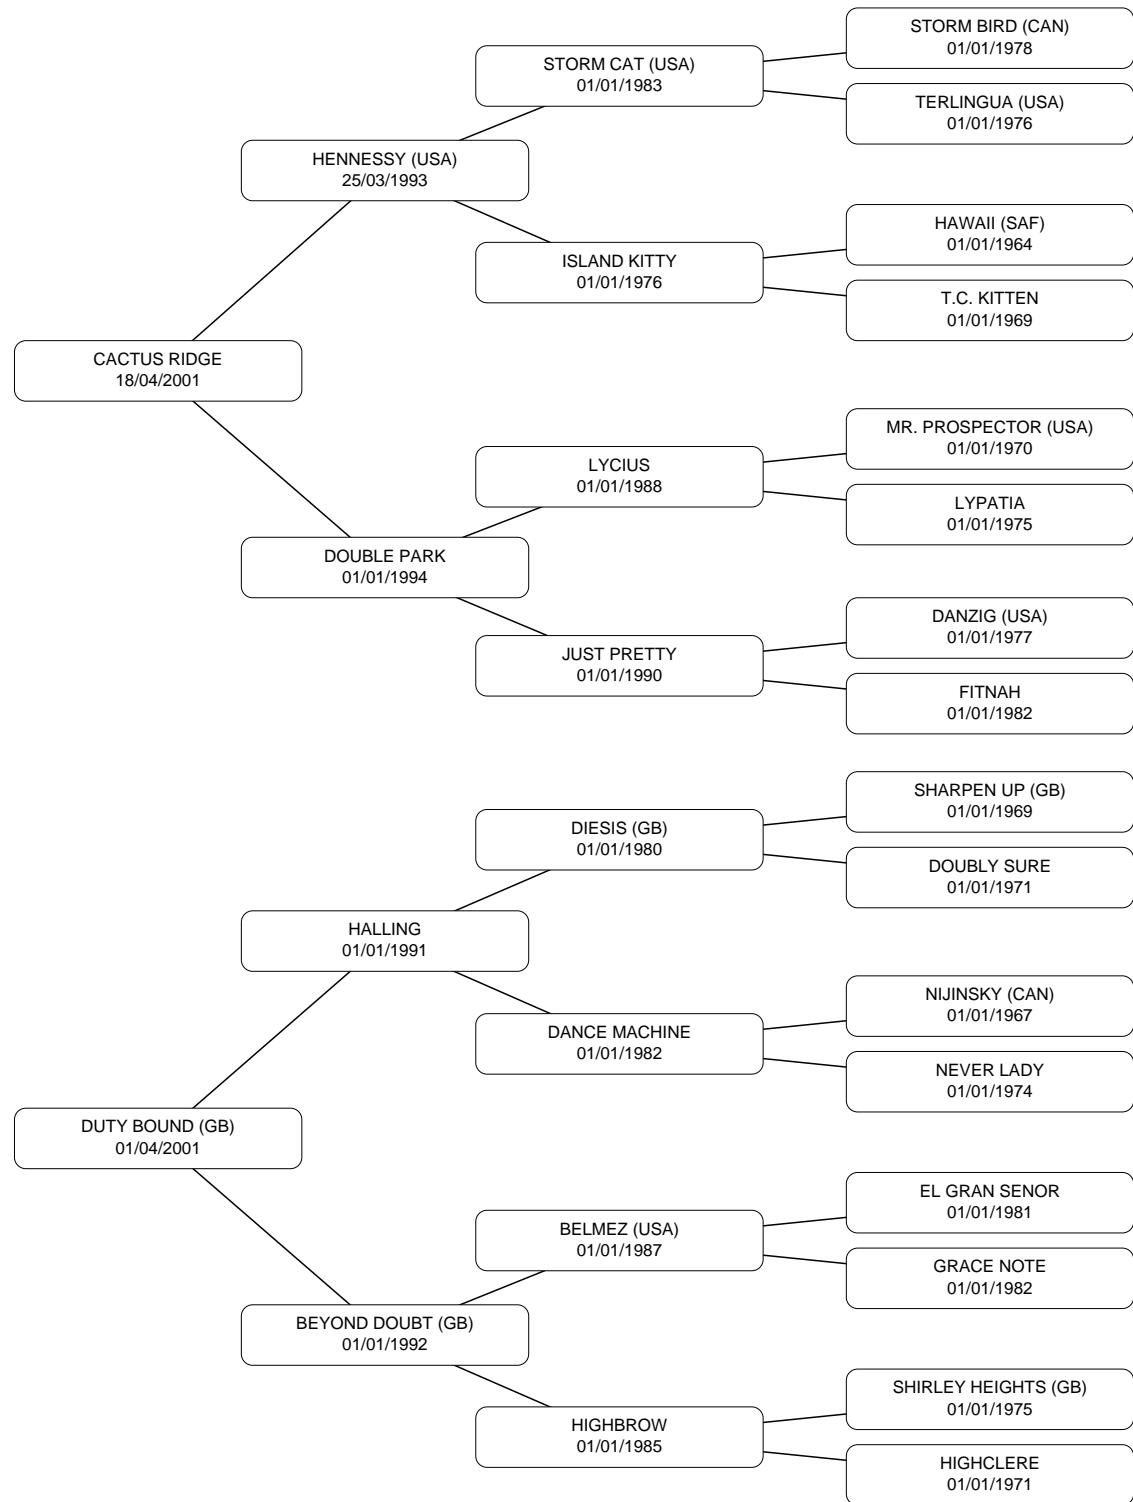 STORM BIRD (CAN)
01/01/1978
STORM CAT (USA)
01/01/1983
TERLINGUA (USA)
01/01/1976
HENNESSY (USA)
25/03/1993
HAWAII (SAF)
01/01/1964
ISLAND KITTY
01/01/1976
T.C. KITTEN
01/01/1969
CACTUS RIDGE
18/04/2001
MR. PROSPECTOR (USA)
01/01/1970
LYCIUS
01/01/1988
LYPATIA
01/01/1975
DOUBLE PARK
01/01/1994
DANZIG (USA)
01/01/1977
JUST PRETTY
01/01/1990
FITNAH
01/01/1982
SHARPEN UP (GB)
01/01/1969
DIESIS (GB)
01/01/1980
DOUBLY SURE
01/01/1971
HALLING
01/01/1991
NIJINSKY (CAN)
01/01/1967
DANCE MACHINE
01/01/1982
NEVER LADY
01/01/1974
DUTY BOUND (GB)
01/04/2001
EL GRAN SENOR
01/01/1981
BELMEZ (USA)
01/01/1987
GRACE NOTE
01/01/1982
BEYOND DOUBT (GB)
01/01/1992
SHIRLEY HEIGHTS (GB)
01/01/1975
HIGHBROW
01/01/1985
HIGHCLERE
01/01/1971